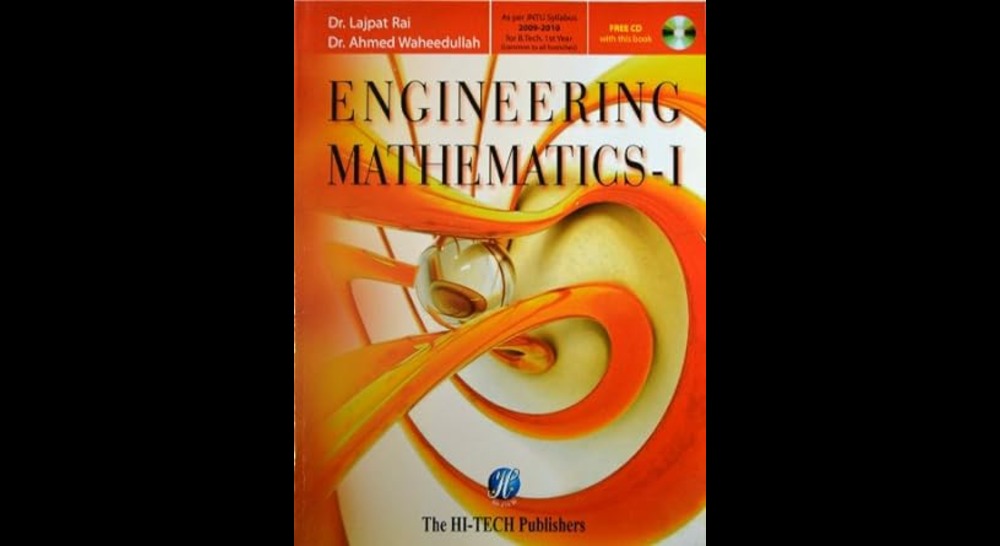 Dr. Lajpat Rai
Dr. Ahmed Waheedullah
As per JNTU Syllabus
2009-2010
for B.Tech. 1st Year
(common to all branches)
FREE CD
with this book
ENGINEERING
MATHEMATICS-I
The HI-TECH Publishers